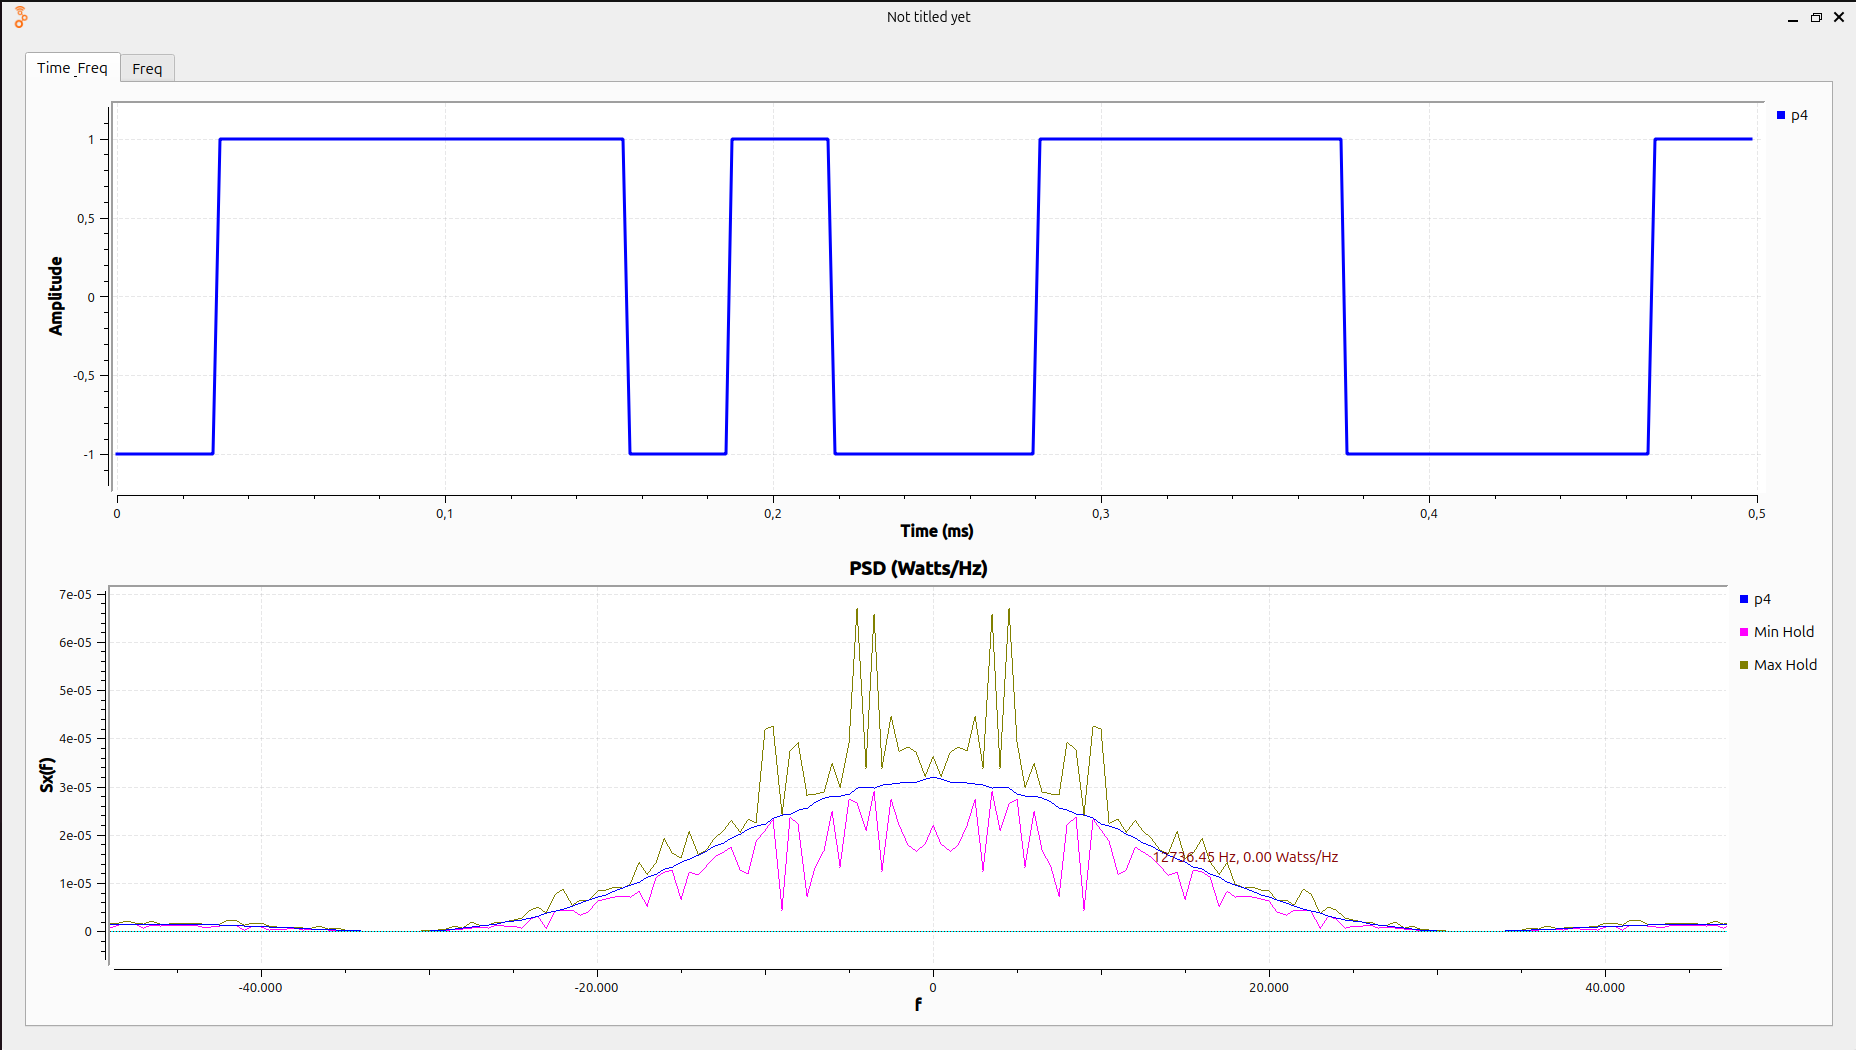 Not titled yet
Time_Freq
Freq
1
0,5
0
-0,5
-1
Amplitude
p4
0
0,1
0,2
0,3
0,4
0,5
Time (ms)
PSD (Watts/Hz)
7e-05
6e-05
5e-05
4e-05
3e-05
2e-05
1e-05
0
Sx(f)
p4
Min Hold
Max Hold
12736.45 Hz, 0.00 Watss/Hz
-40.000
-20.000
0
20.000
40.000
f